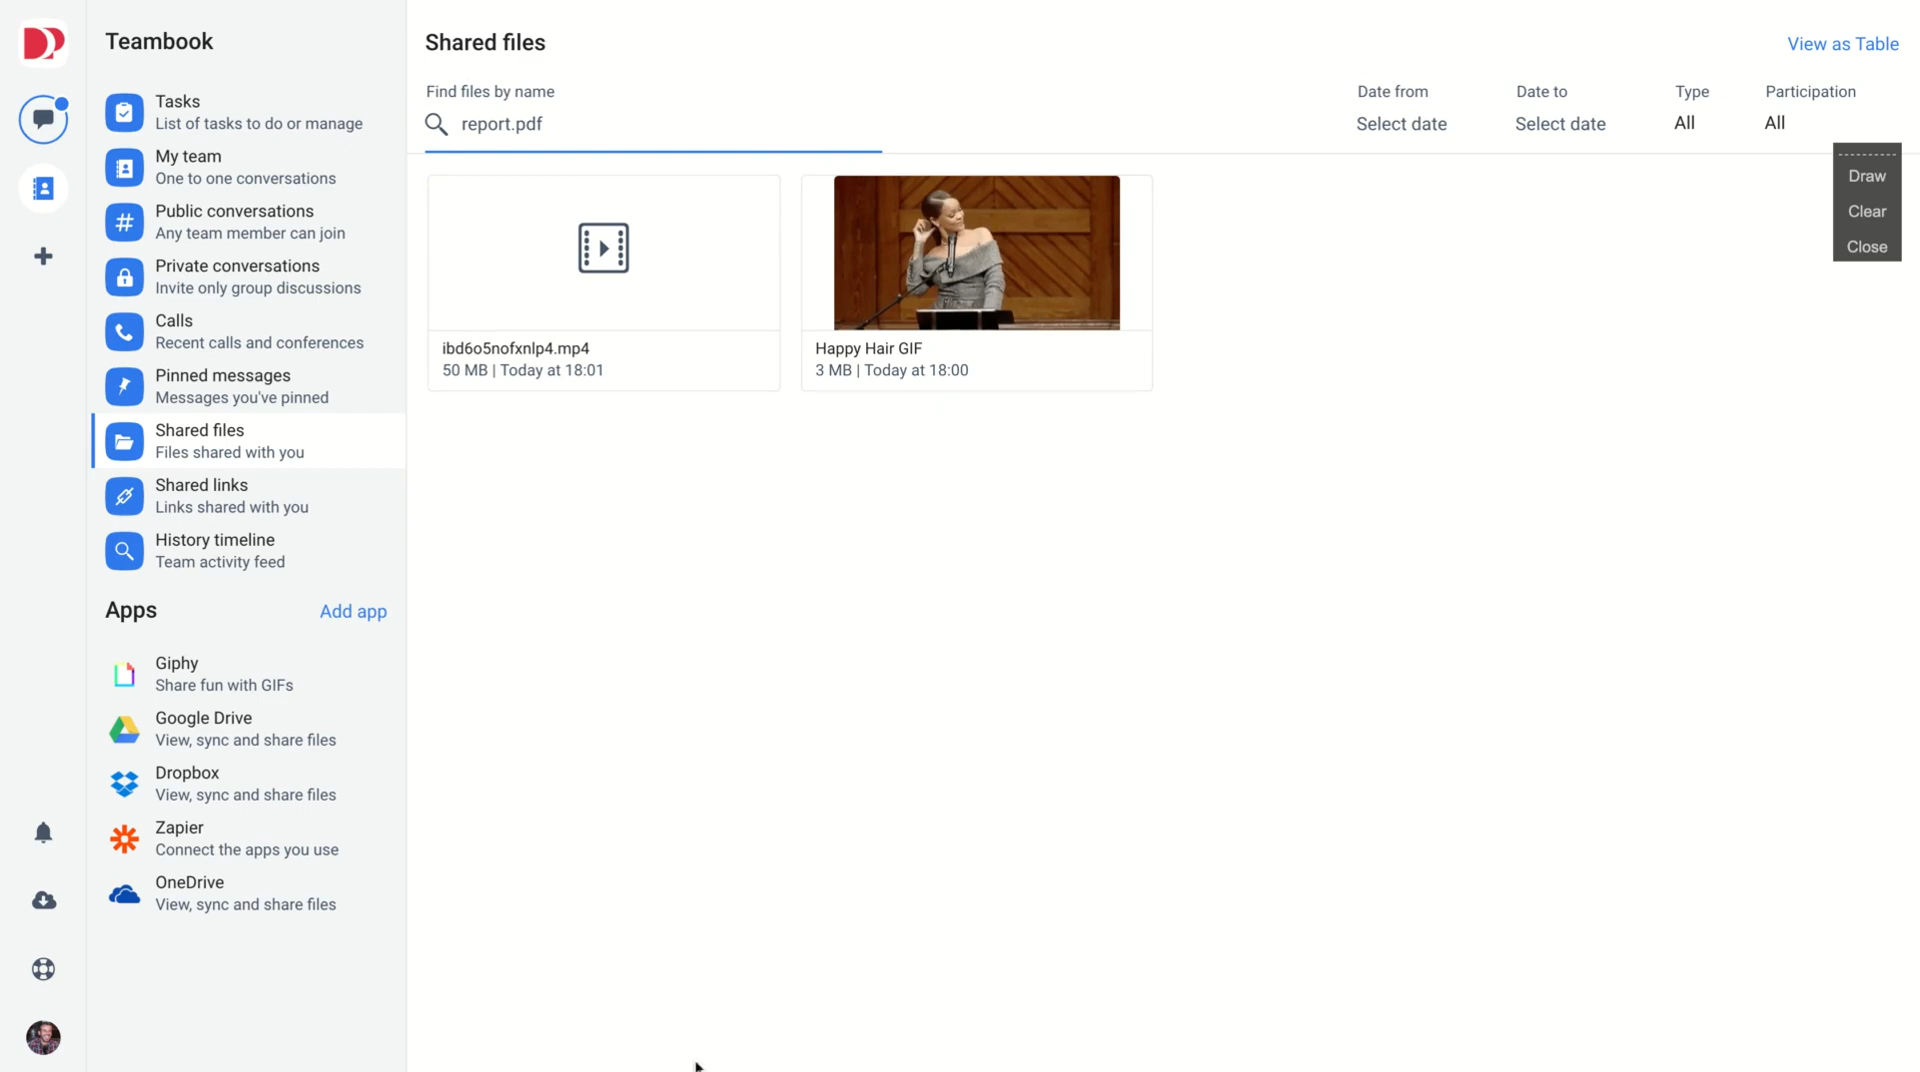 Teambook
Tasks
List of tasks to do or manage
My team
One to one conversations
Public conversations
Any team member can join
Private conversations
Invite only group discussions
Calls
Recent calls and conferences
Pinned messages
Messages you've pinned
Shared files
Files shared with you
Shared links
Links shared with you
History timeline
Team activity feed
Apps
Add app
Giphy
Share fun with GIFs
Google Drive
View, sync and share files
Dropbox
View, sync and share files
Zapier
Connect the apps you use
OneDrive
View, sync and share files
Shared files
View as Table
Find files by name
report.pdf
Date from
Select date
Date to
Select date
Type
All
Participation
All
Draw
Clear
Close
ibd6o5nofxnlp4.mp4
50 MB | Today at 18:01
Happy Hair GIF
3 MB | Today at 18:00